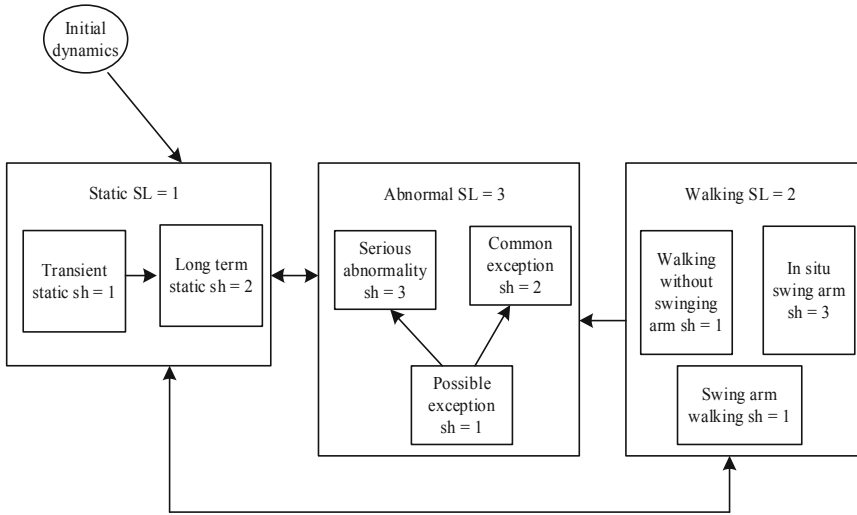 Initial
dynamics
Static SL = 1
Transient
static sh = 1
Long term
static sh = 2
Abnormal SL = 3
Serious
abnormality
sh = 3
Common
exception
sh = 2
Possible
exception
sh = 1
Walking SL = 2
Walking
without
swinging
arm sh = 1
In situ
swing arm
sh = 3
Swing arm
walking sh = 1